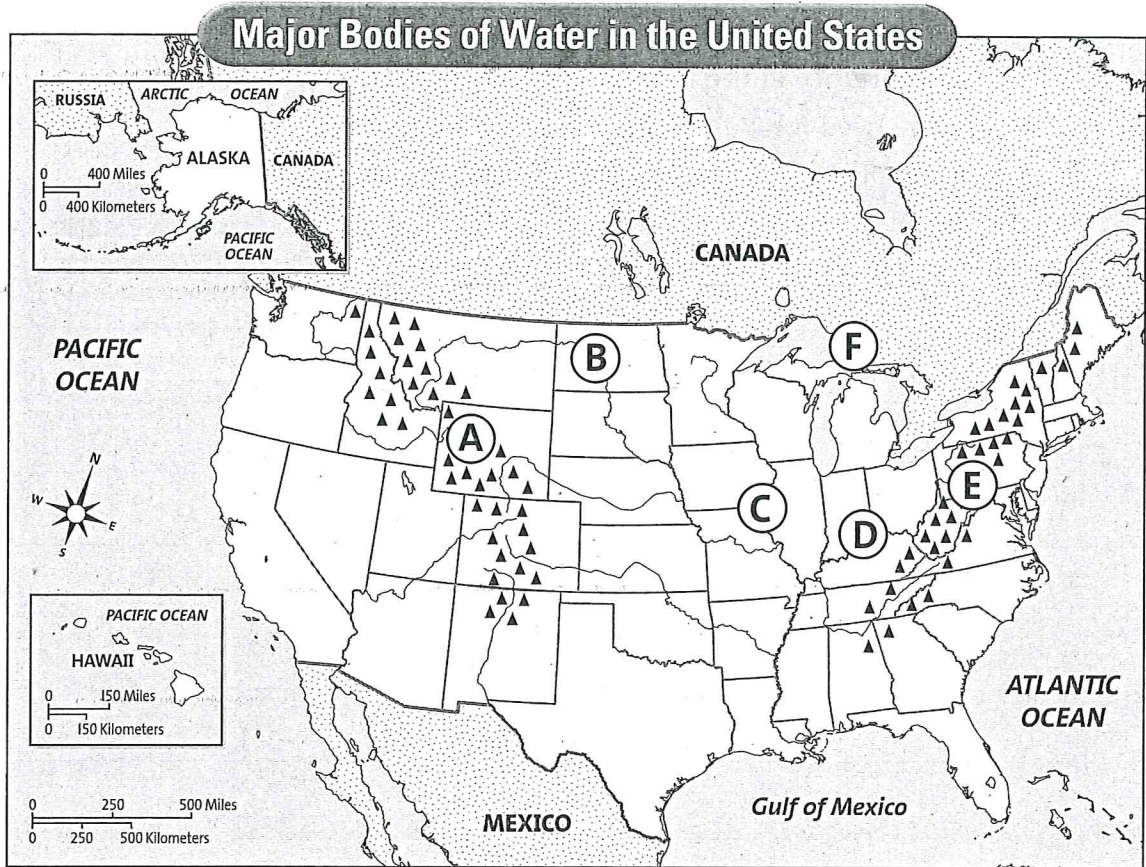 Major Bodies of Water in the United States
RUSSIA
ARCTIC OCEAN
ALASKA
CANADA
0 400 Miles
0 400 Kilometers
PACIFIC
OCEAN
CANADA
PACIFIC
OCEAN
A
B
C
D
E
F
N
W
E
S
PACIFIC OCEAN
HAWAII
0 150 Miles
0 150 Kilometers
ATLANTIC
OCEAN
0 250 500 Miles
0 250 500 Kilometers
MEXICO
Gulf of Mexico